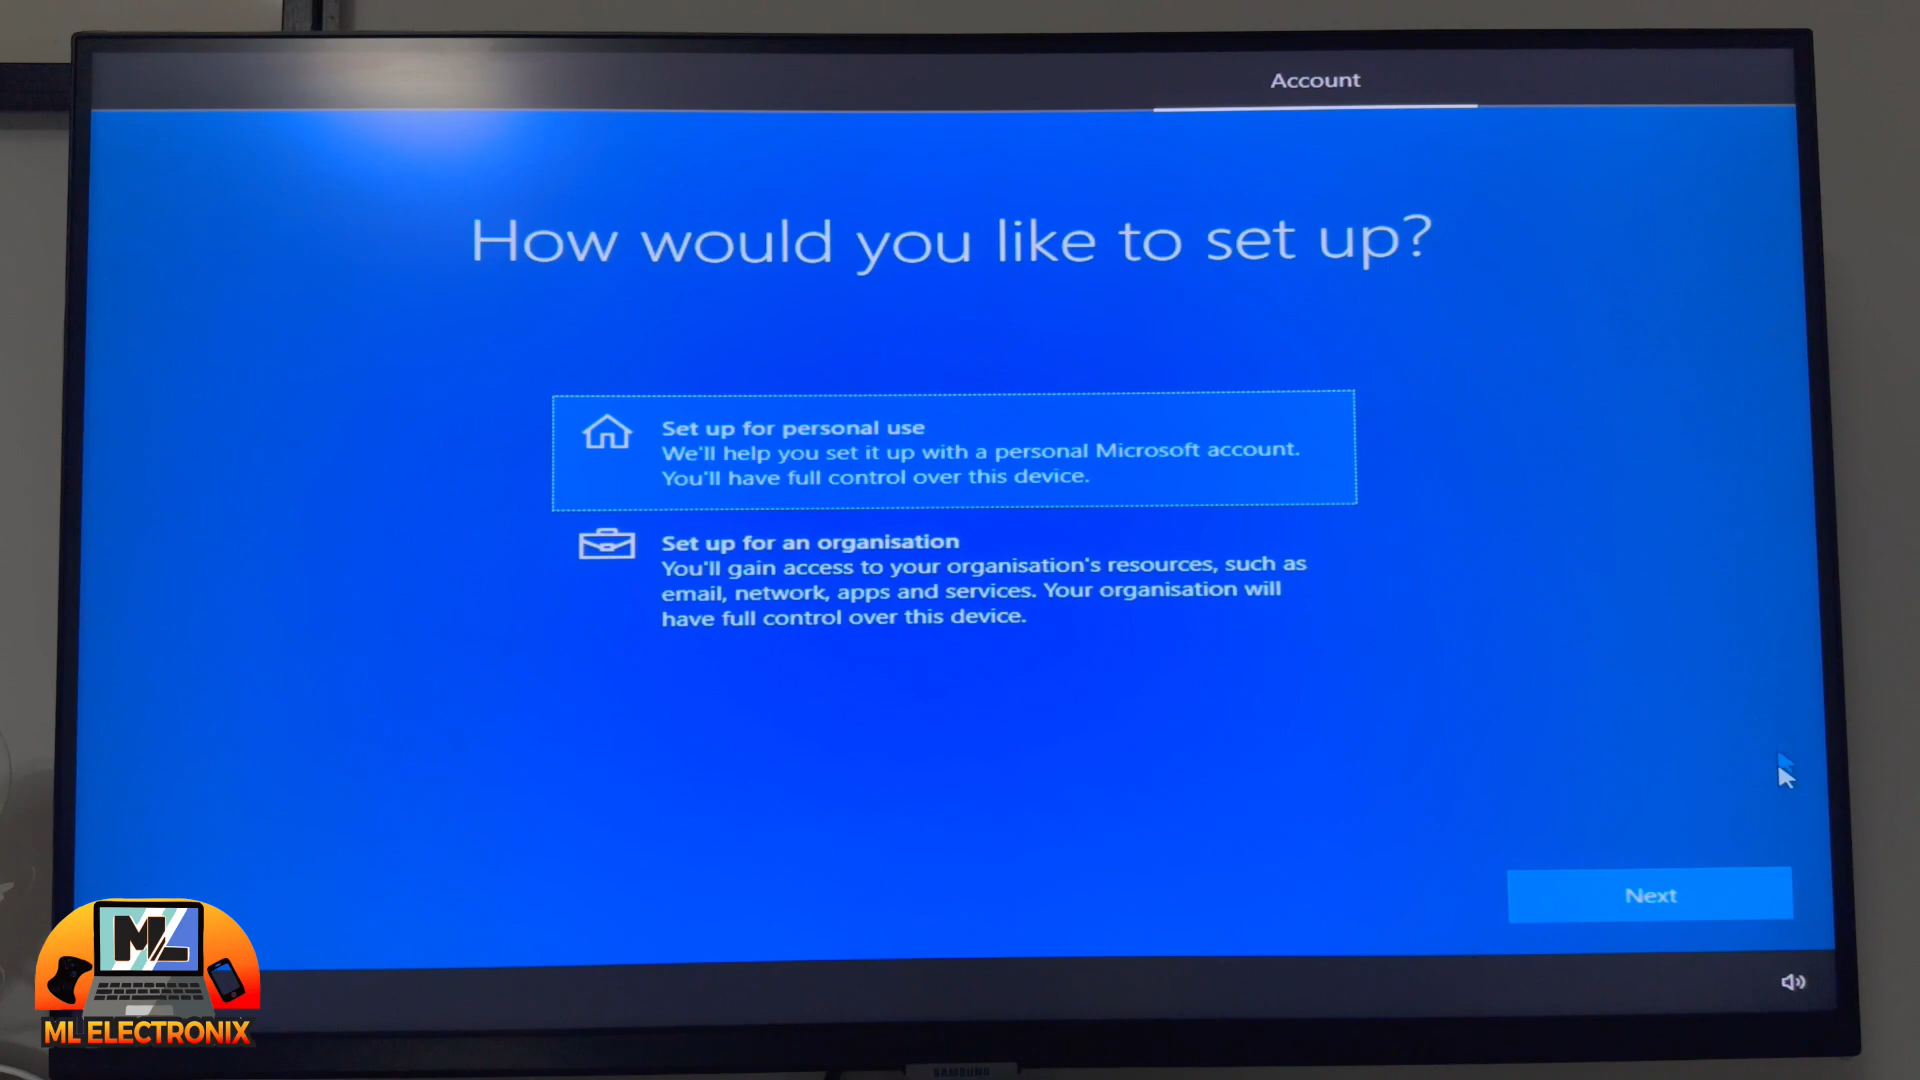 Account
How would you like to set up?
Set up for personal use
We'll help you set it up with a personal Microsoft account.
You'll have full control over this device.
Set up for an organisation
You'll gain access to your organisation's resources, such as
email, network, apps and services. Your organisation will
have full control over this device.
Next
ML
ML ELECTRONIX
SAMSUNG